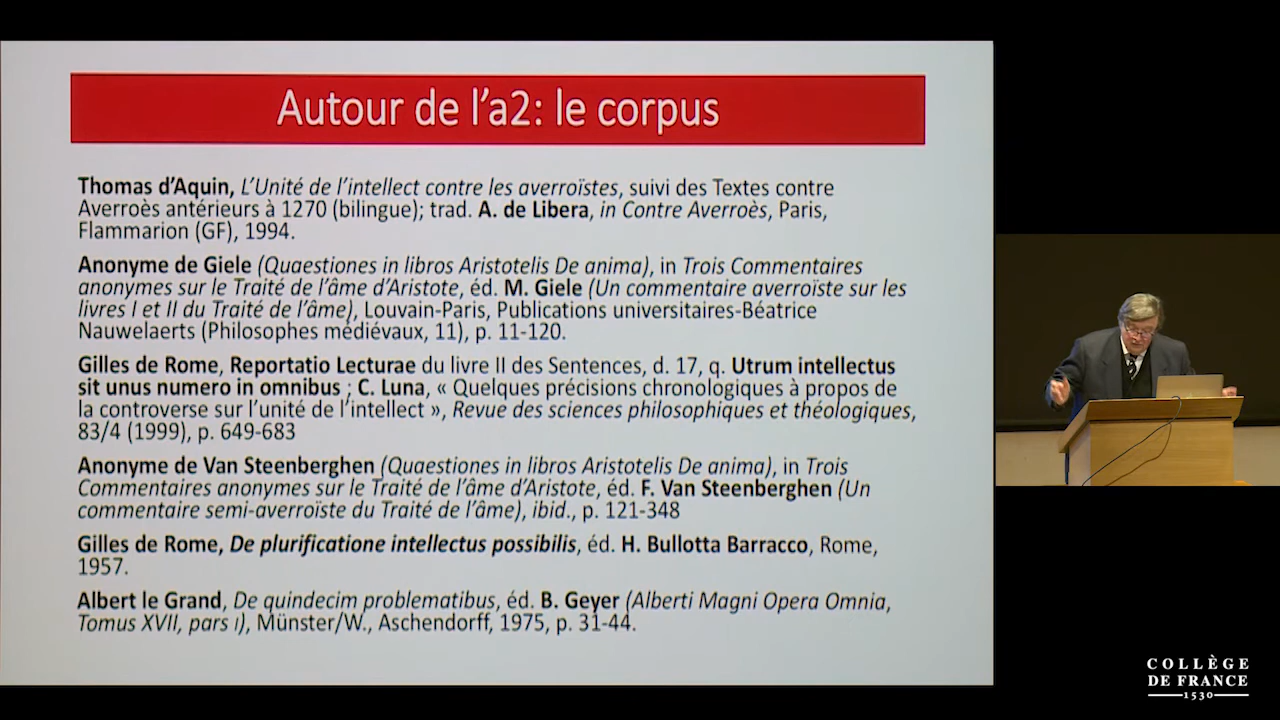 Autour de l’a2: le corpus
Thomas d’Aquin, L’Unité de l’intellect contre les averroïstes, suivi des Textes contre
Averroès antérieurs à 1270 (bilingue); trad. A. de Libera, in Contre Averroès, Paris,
Flammarion (GF), 1994.
Anonyme de Giele (Quaestiones in libros Aristotelis De anima), in Trois Commentaires
anonymes sur le Traité de l’âme d’Aristote, éd. M. Giele (Un commentaire averroïste sur les
livres I et II du Traité de l’âme), Louvain-Paris, Publications universitaires-Béatrice
Nauwelaerts (Philosophes médiévaux, 11), p. 11-120.
Gilles de Rome, Reportatio Lecturae du livre II des Sentences, d. 17, q. Utrum intellectus
sit unus numero in omnibus ; C. Luna, « Quelques précisions chronologiques à propos de
la controverse sur l’unité de l’intellect », Revue des sciences philosophiques et théologiques,
83/4 (1999), p. 649-683
Anonyme de Van Steenberghen (Quaestiones in libros Aristotelis De anima), in Trois
Commentaires anonymes sur le Traité de l’âme d’Aristote, éd. F. Van Steenberghen (Un
commentaire semi-averroïste du Traité de l’âme), ibid., p. 121-348
Gilles de Rome, De plurificatione intellectus possibilis, éd. H. Bullotta Barracco, Rome,
1957.
Albert le Grand, De quindecim problematibus, éd. B. Geyer (Alberti Magni Opera Omnia,
Tomus XVII, pars I), Münster/W., Aschendorff, 1975, p. 31-44.
COLLÈGE
DE FRANCE
1530